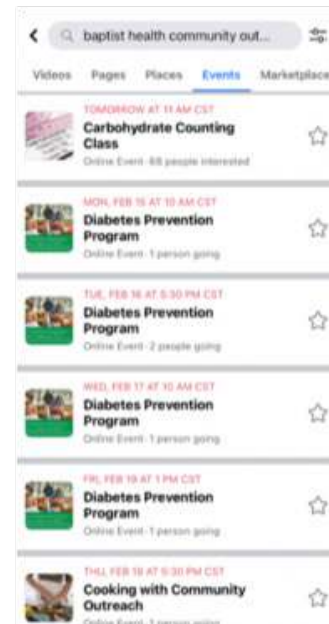 baptist health community out...
Videos Pages Places Events Marketplace
TOMORROW AT 11 AM CST
Carbohydrate Counting
Class
Online Event · 68 people interested
MON, FEB 15 AT 10 AM CST
Diabetes Prevention
Program
Online Event · 1 person going
TUE, FEB 16 AT 5:30 PM CST
Diabetes Prevention
Program
Online Event · 2 people going
WED, FEB 17 AT 10 AM CST
Diabetes Prevention
Program
Online Event · 1 person going
FRI, FEB 19 AT 1 PM CST
Diabetes Prevention
Program
Online Event · 1 person going
THU, FEB 18 AT 5:30 PM CST
Cooking with Community
Outreach
Online Event · 1 person going